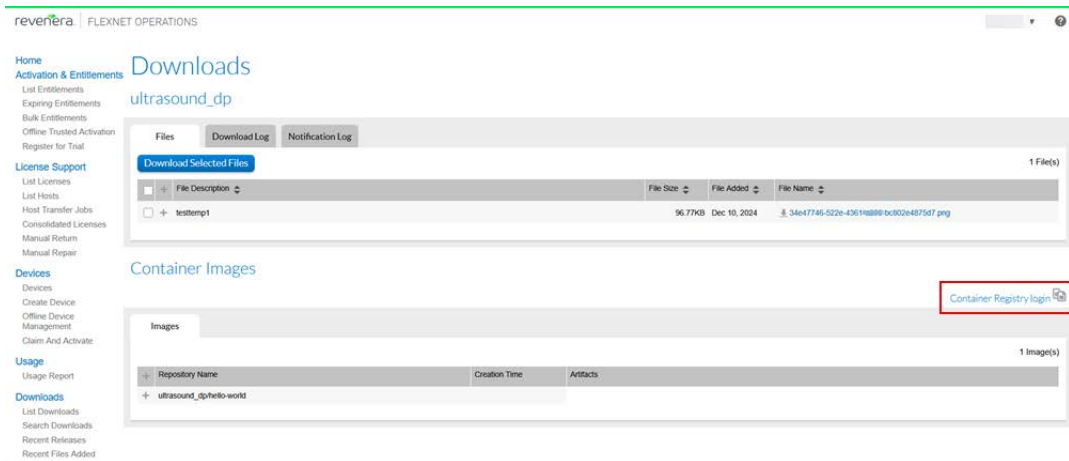 revenera. FLEXNET OPERATIONS
Home
Activation & Entitlements
List Entitlements
Expiring Entitlements
Bulk Entitlements
Offline Trusted Activation
Register for Trial
License Support
List Licenses
List Hosts
Host Transfer Jobs
Consolidated Licenses
Manual Return
Manual Repair
Devices
Devices
Create Device
Offline Device
Management
Claim And Activate
Usage
Usage Report
Downloads
List Downloads
Search Downloads
Recent Releases
Recent Files Added
Downloads
ultrasound_dp
Files Download Log Notification Log
Download Selected Files 1 File(s)
File Description File Size File Added File Name
testtemp1 96.77KB Dec 10, 2024
Container Images
Container Registry login
Images
1 Image(s)
Repository Name Creation Time Artifacts
ultrasound_dp/hello-world